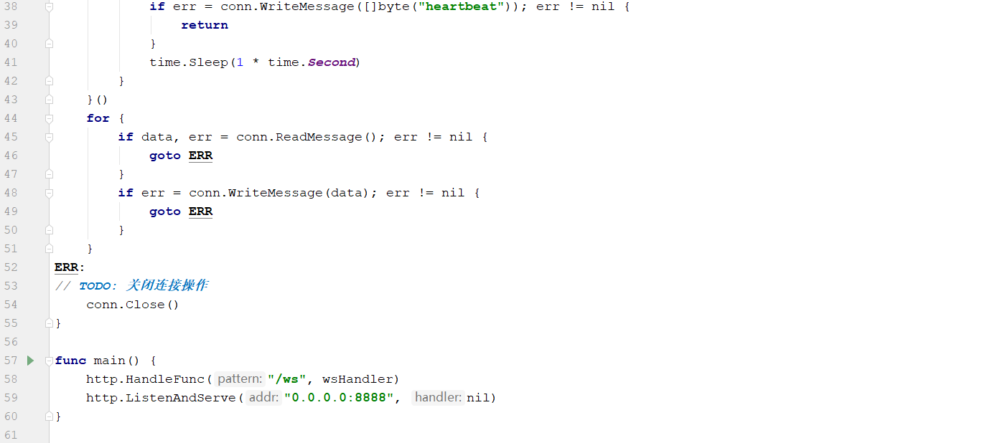 38 if err = conn.WriteMessage([]byte("heartbeat")); err != nil {
39 return
40 }
41 time.Sleep(1 * time.Second)
42 }
43 }()
44 for {
45 if data, err = conn.ReadMessage(); err != nil {
46 goto ERR
47 }
48 if err = conn.WriteMessage(data); err != nil {
49 goto ERR
50 }
51 }
52 ERR:
53 // TODO: 关闭连接操作
54 conn.Close()
55 }
56
57 func main() {
58 http.HandleFunc( pattern: "/ws", wsHandler)
59 http.ListenAndServe( addr: "0.0.0.0:8888", handler: nil)
60 }
61